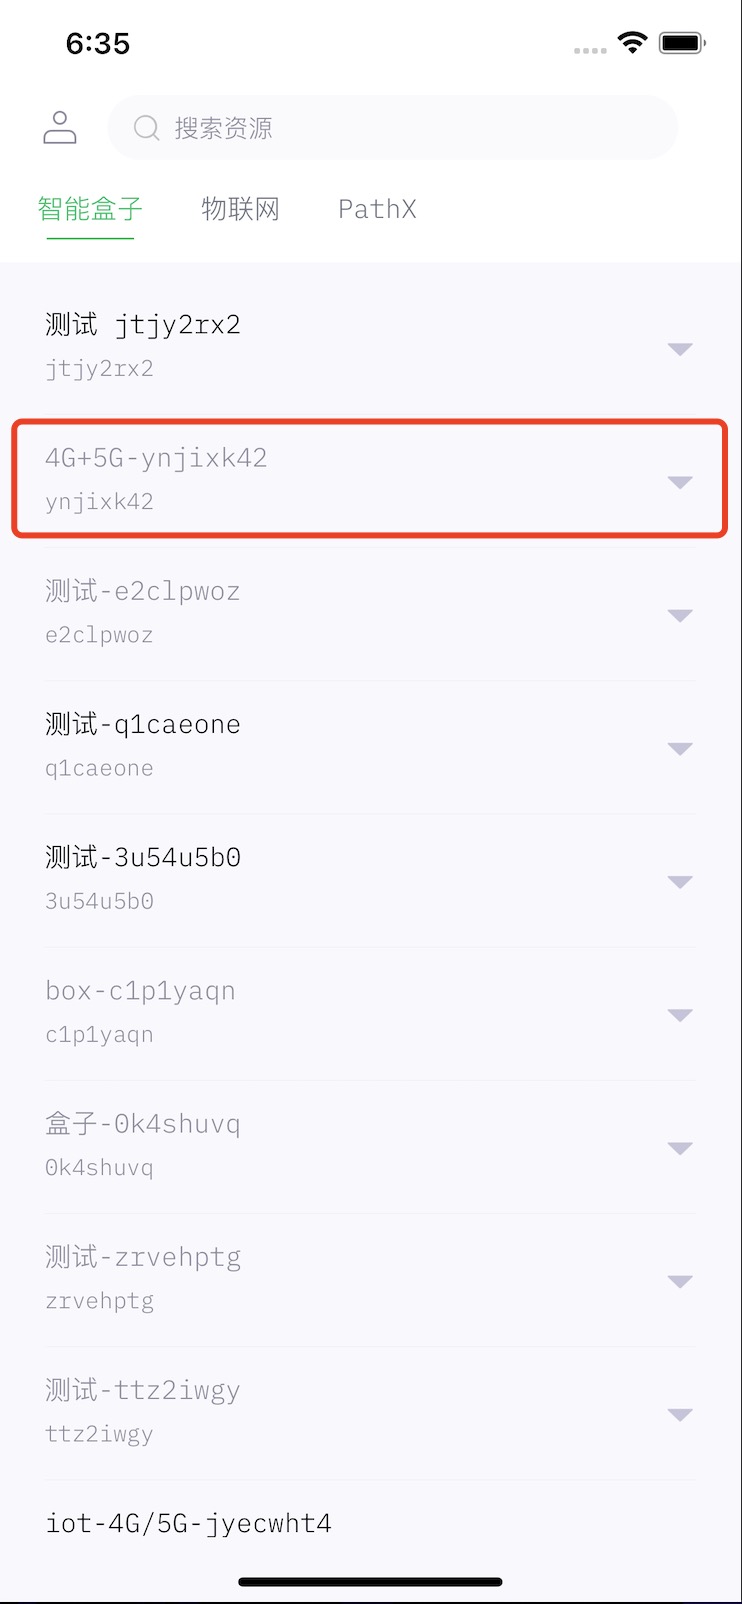 6:35
搜索资源
智能盒子 物联网 PathX
测试 jtjy2rx2
jtjy2rx2
4G+5G-ynjixk42
ynjixk42
测试-e2clpwoz
e2clpwoz
测试-q1caeone
q1caeone
测试-3u54u5b0
3u54u5b0
box-c1p1yaqn
c1p1yaqn
盒子-0k4shuvq
0k4shuvq
测试-zrvehptg
zrvehptg
测试-ttz2iwgy
ttz2iwgy
iot-4G/5G-jyecwht4